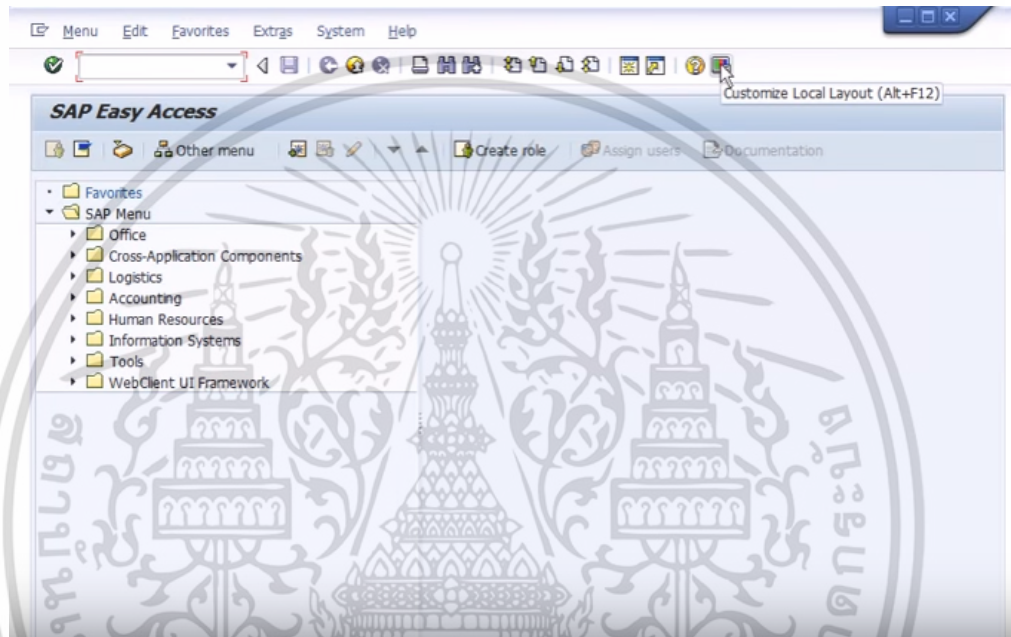 Menu Edit Favorites Extras System Help
Customize Local Layout (Alt+F12)
SAP Easy Access
Other menu Create role Assign users Documentation
Favorites
SAP Menu
Office
Cross-Application Components
Logistics
Accounting
Human Resources
Information Systems
Tools
WebClient UI Framework